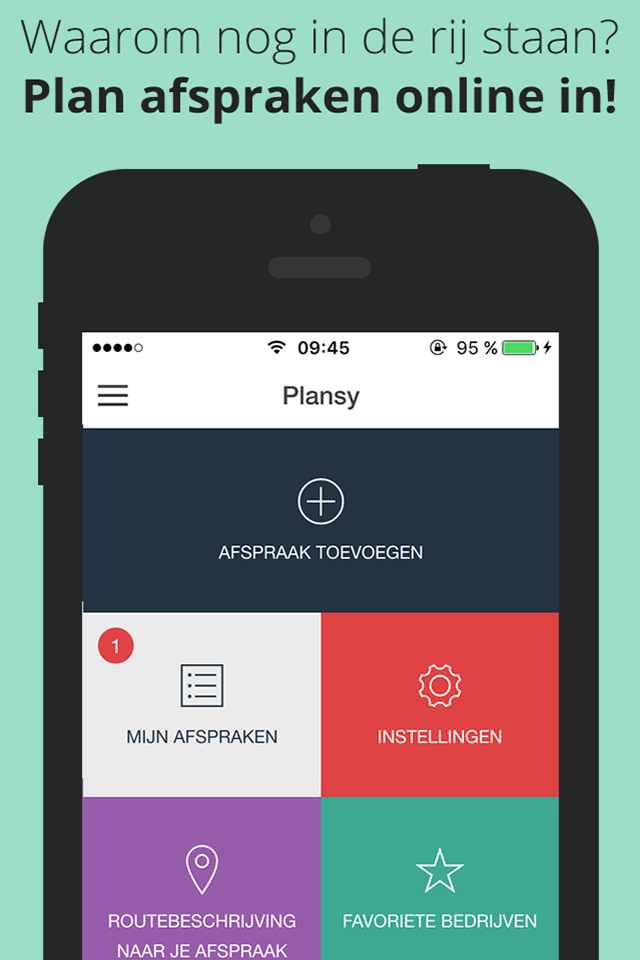 Waarom nog in de rij staan?
Plan afspraken online in!
09:45
95 %
Plansy
AFSPRAAK TOEVOEGEN
1
MIJN AFSPRAKEN
INSTELLINGEN
ROUTEBESCHRIJVING
NAAR JE AFSPRAAK
FAVORIETE BEDRIJVEN